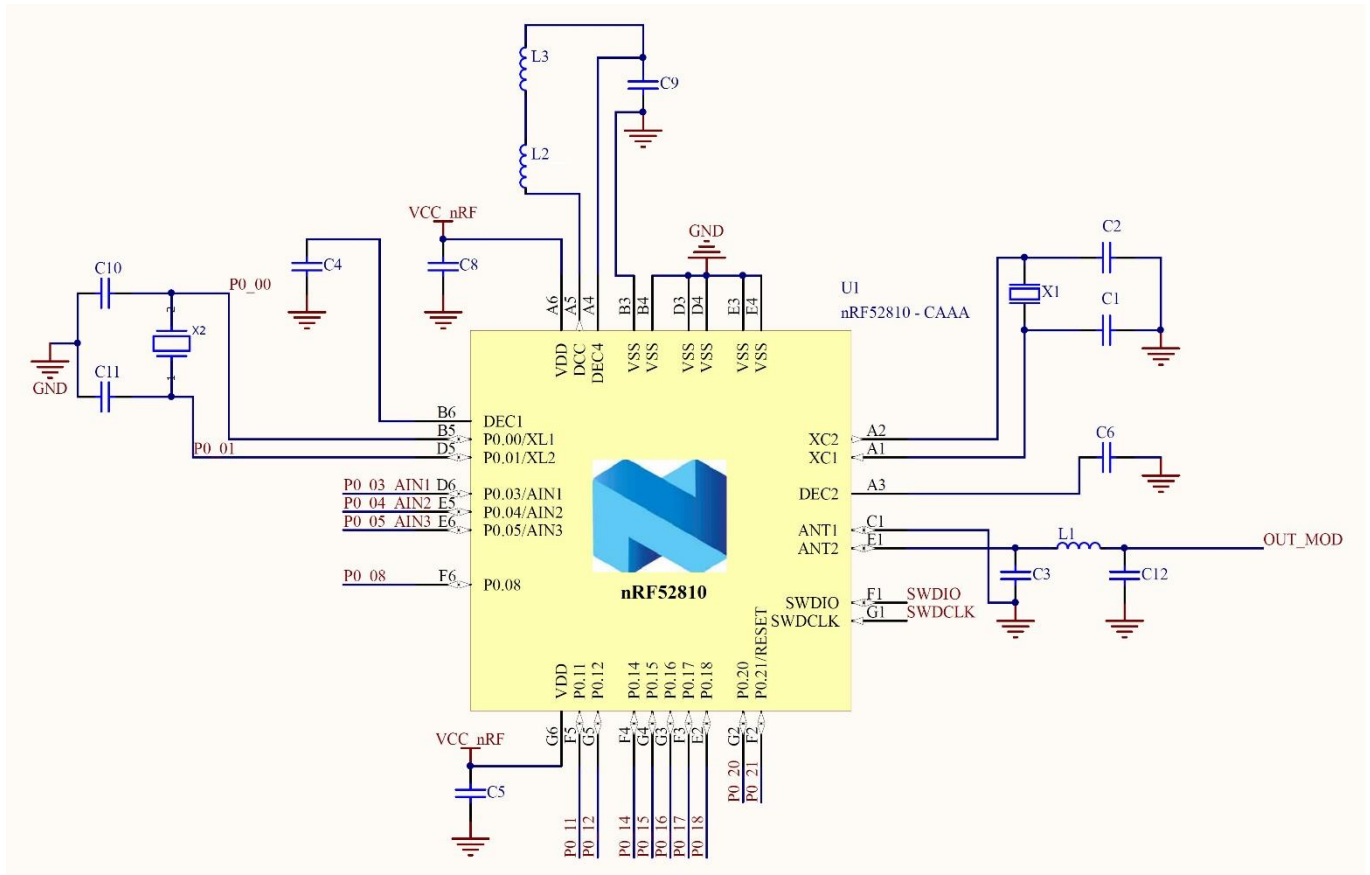 L3
C9
L2
VCC_nRF
GND
C2
C4
C8
C10
P0_00
A6
A5
A4
B3
B4
D3
D4
E3
E4
U1
nRF52810 - CAAA
X1
C1
2
X2
1
GND
C11
VDD
DCC
DEC4
VSS
VSS
VSS
VSS
VSS
VSS
B6
DEC1
B5
P0.00/XL1
P0_01
D5
P0.01/XL2
XC2
A2
XC1
A1
C6
P0_03_AIN1
D6
P0.03/AIN1
DEC2
A3
P0_04_AIN2
E5
P0.04/AIN2
P0_05_AIN3
E6
P0.05/AIN3
ANT1
C1
ANT2
E1
L1
OUT_MOD
P0_08
F6
P0.08
nRF52810
C3
C12
SWDIO
F1
SWDIO
SWDCLK
G1
SWDCLK
VDD
P0.11
P0.12
P0.14
P0.15
P0.16
P0.17
P0.18
P0.20
P0.21/RESET
G6
F5
G5
F4
G4
G3
F3
E2
G2
F2
VCC_nRF
C5
P0_11
P0_12
P0_14
P0_15
P0_16
P0_17
P0_18
P0_20
P0_21